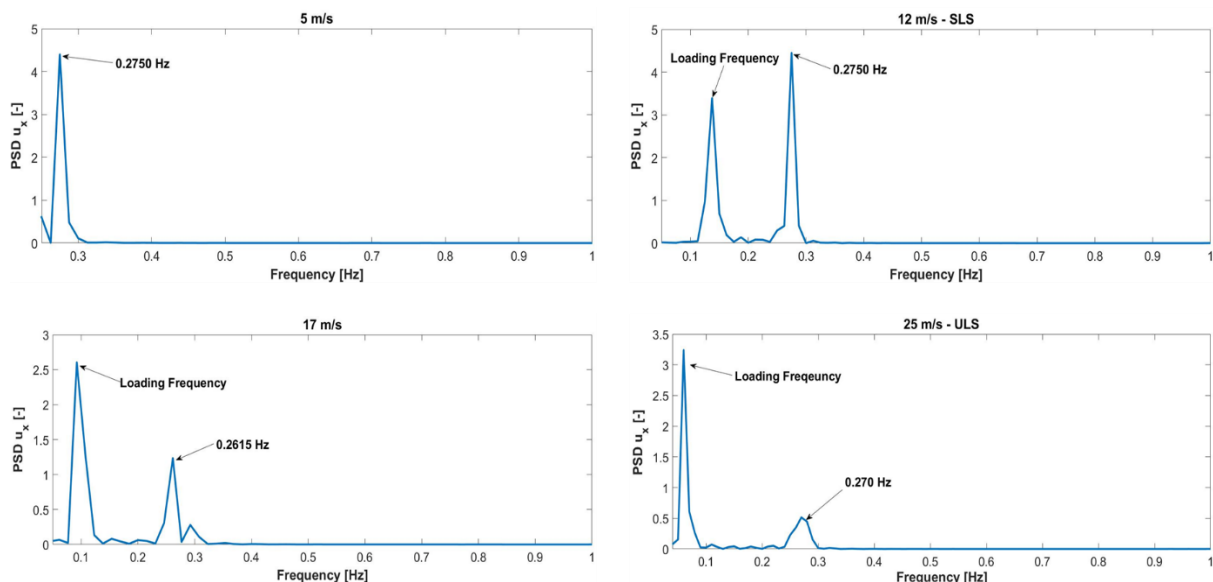 5 m/s
5
4
3
2
1
0
PSD u_x [-]
0.2750 Hz
0.3 0.4 0.5 0.6 0.7 0.8 0.9 1
Frequency [Hz]
12 m/s - SLS
5
4
3
2
1
0
PSD u_x [-]
Loading Frequency
0.2750 Hz
0.1 0.2 0.3 0.4 0.5 0.6 0.7 0.8 0.9 1
Frequency [Hz]
17 m/s
3
2.5
2
1.5
1
0.5
0
PSD u_x [-]
Loading Frequency
0.2615 Hz
0.1 0.2 0.3 0.4 0.5 0.6 0.7 0.8 0.9 1
Frequency [Hz]
25 m/s - ULS
3.5
3
2.5
2
1.5
1
0.5
0
PSD u_x [-]
Loading Freqeuncy
0.270 Hz
0.1 0.2 0.3 0.4 0.5 0.6 0.7 0.8 0.9 1
Frequency [Hz]